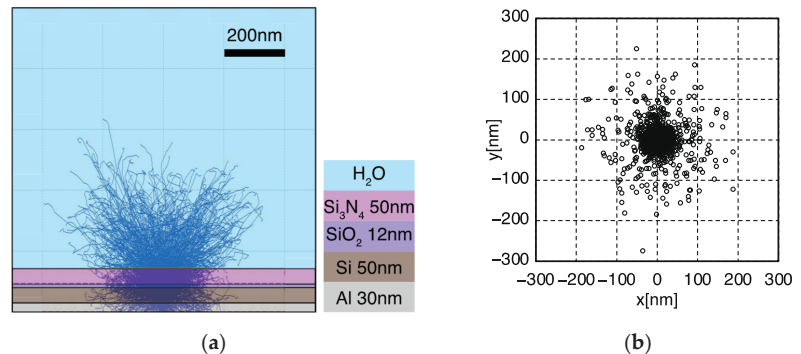 200nm
H₂O
Si₃N₄ 50nm
SiO₂ 12nm
Si 50nm
Al 30nm
(a)
300
200
100
0
−100
−200
−300
y[nm]
−300 −200 −100 0 100 200 300
x[nm]
(b)